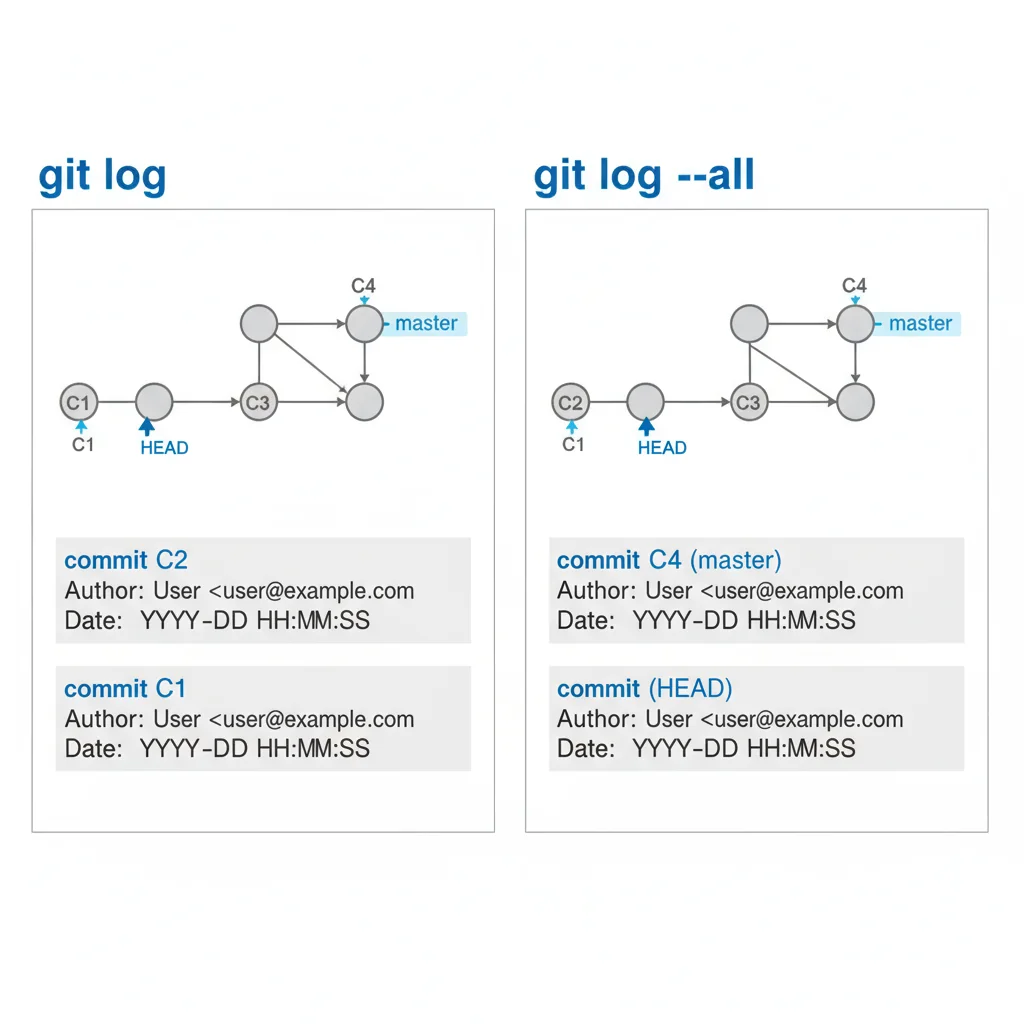 git log
C4
master
C1
C3
C1
HEAD
commit C2
Author: User <user@example.com
Date: YYYY-DD HH:MM:SS
commit C1
Author: User <user@example.com
Date: YYYY-DD HH:MM:SS
git log --all
C4
master
C2
C3
C1
HEAD
commit C4 (master)
Author: User <user@example.com
Date: YYYY-DD HH:MM:SS
commit (HEAD)
Author: User <user@example.com
Date: YYYY-DD HH:MM:SS